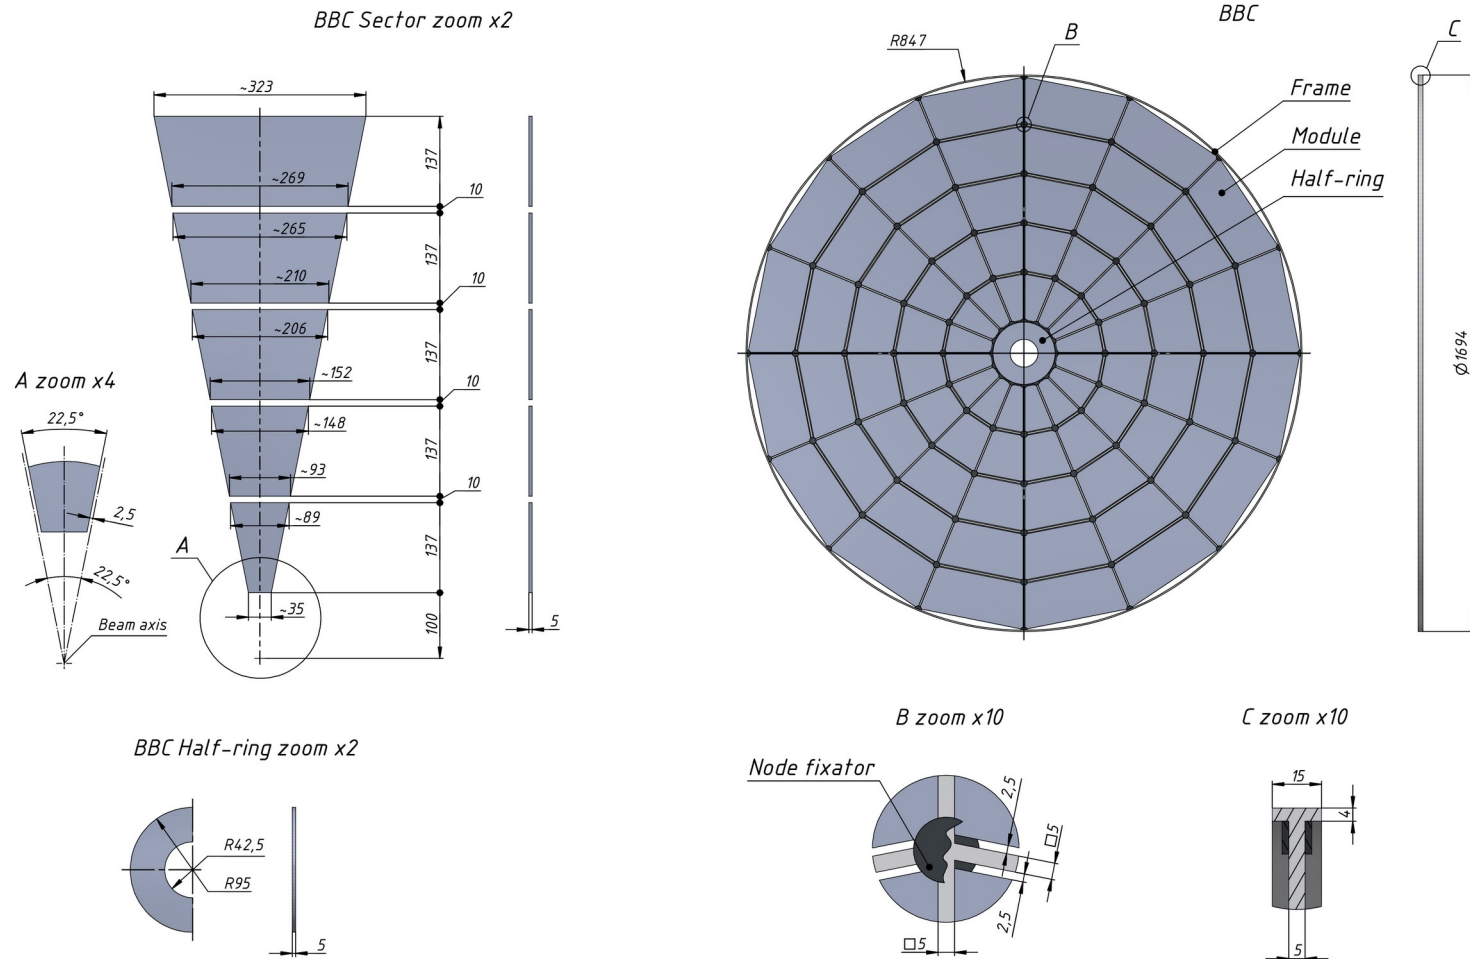 BBC Sector zoom x2
~323
137
~269
10
~265
137
~210
10
~206
137
~152
10
~148
137
~93
10
~89
137
~35
100
5
A
A zoom x4
22,5°
2,5
22,5°
Beam axis
BBC Half-ring zoom x2
R42,5
R95
5
BBC
R847
B
C
Frame
Module
Half-ring
Ø1694
B zoom x10
Node fixator
2,5
□5
2,5
□5
C zoom x10
15
4
5